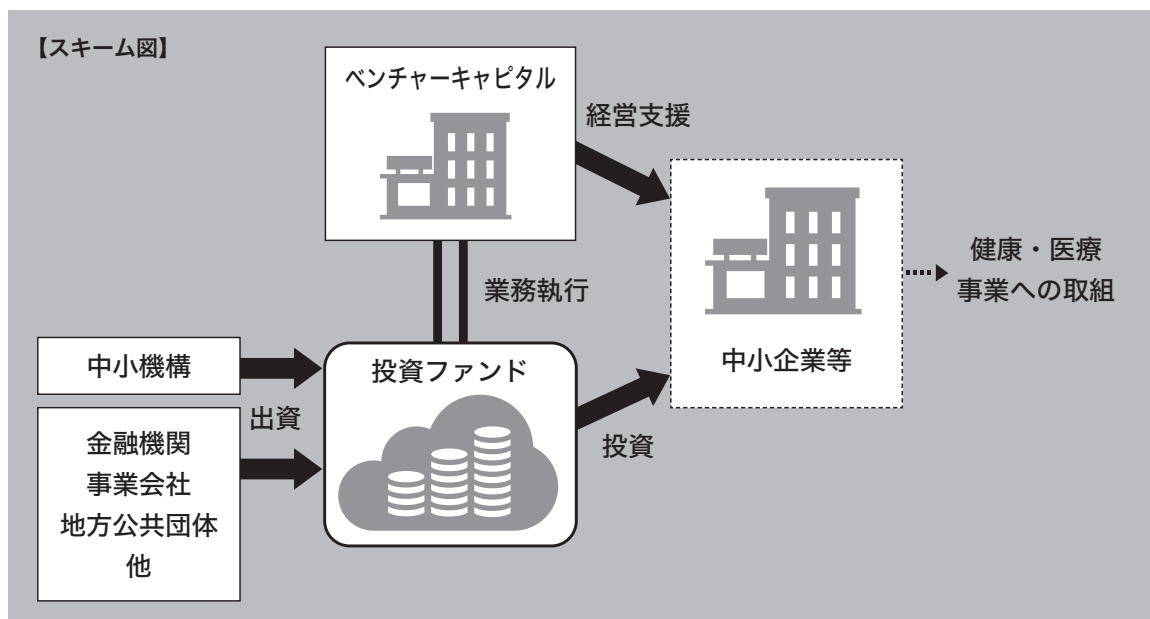 【スキーム図】
ベンチャーキャピタル
経営支援
業務執行
健康・医療
事業への取組
中小企業等
中小機構
出資
金融機関
事業会社
地方公共団体
他
投資ファンド
投資